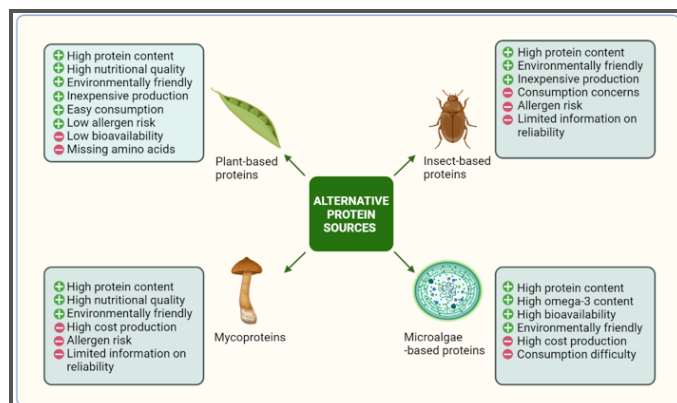 High protein content
High nutritional quality
Environmentally friendly
Inexpensive production
Easy consumption
Low allergen risk
Low bioavailability
Missing amino acids
Plant-based
proteins
High protein content
Environmentally friendly
Inexpensive production
Consumption concerns
Allergen risk
Limited information on
reliability
Insect-based
proteins
ALTERNATIVE
PROTEIN
SOURCES
High protein content
High nutritional quality
Environmentally friendly
High cost production
Allergen risk
Limited information on
reliability
Mycoproteins
Microalgae
-based proteins
High protein content
High omega-3 content
High bioavailability
Environmentally friendly
High cost production
Consumption difficulty